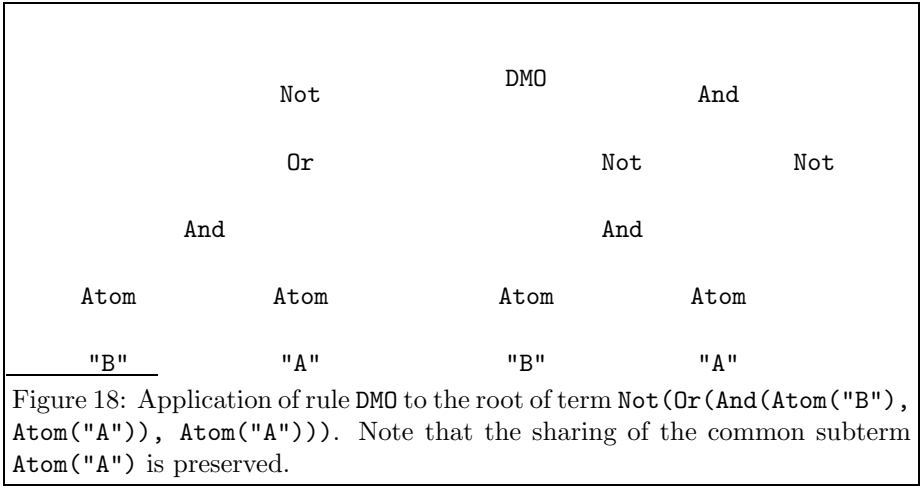 DMO
Not And
Or Not Not
And And
Atom Atom Atom Atom
"B" "A" "B" "A"
Figure 18: Application of rule DMO to the root of term Not(Or(And(Atom("B"),
Atom("A")), Atom("A"))). Note that the sharing of the common subterm
Atom("A") is preserved.